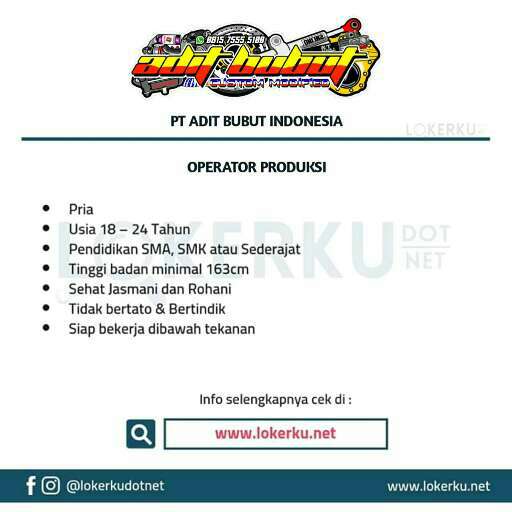 0815.7555.5108
adit bubut
CUSTOM MODIFIED
PT ADIT BUBUT INDONESIA
LOKERKU
OPERATOR PRODUKSI
• Pria
• Usia 18 – 24 Tahun
• Pendidikan SMA, SMK atau Sederajat
• Tinggi badan minimal 163cm
• Sehat Jasmani dan Rohani
• Tidak bertato & Bertindik
• Siap bekerja dibawah tekanan
LOKERKU DOT NET
Info selengkapnya cek di :
www.lokerku.net
@lokerkudotnet
www.lokerku.net